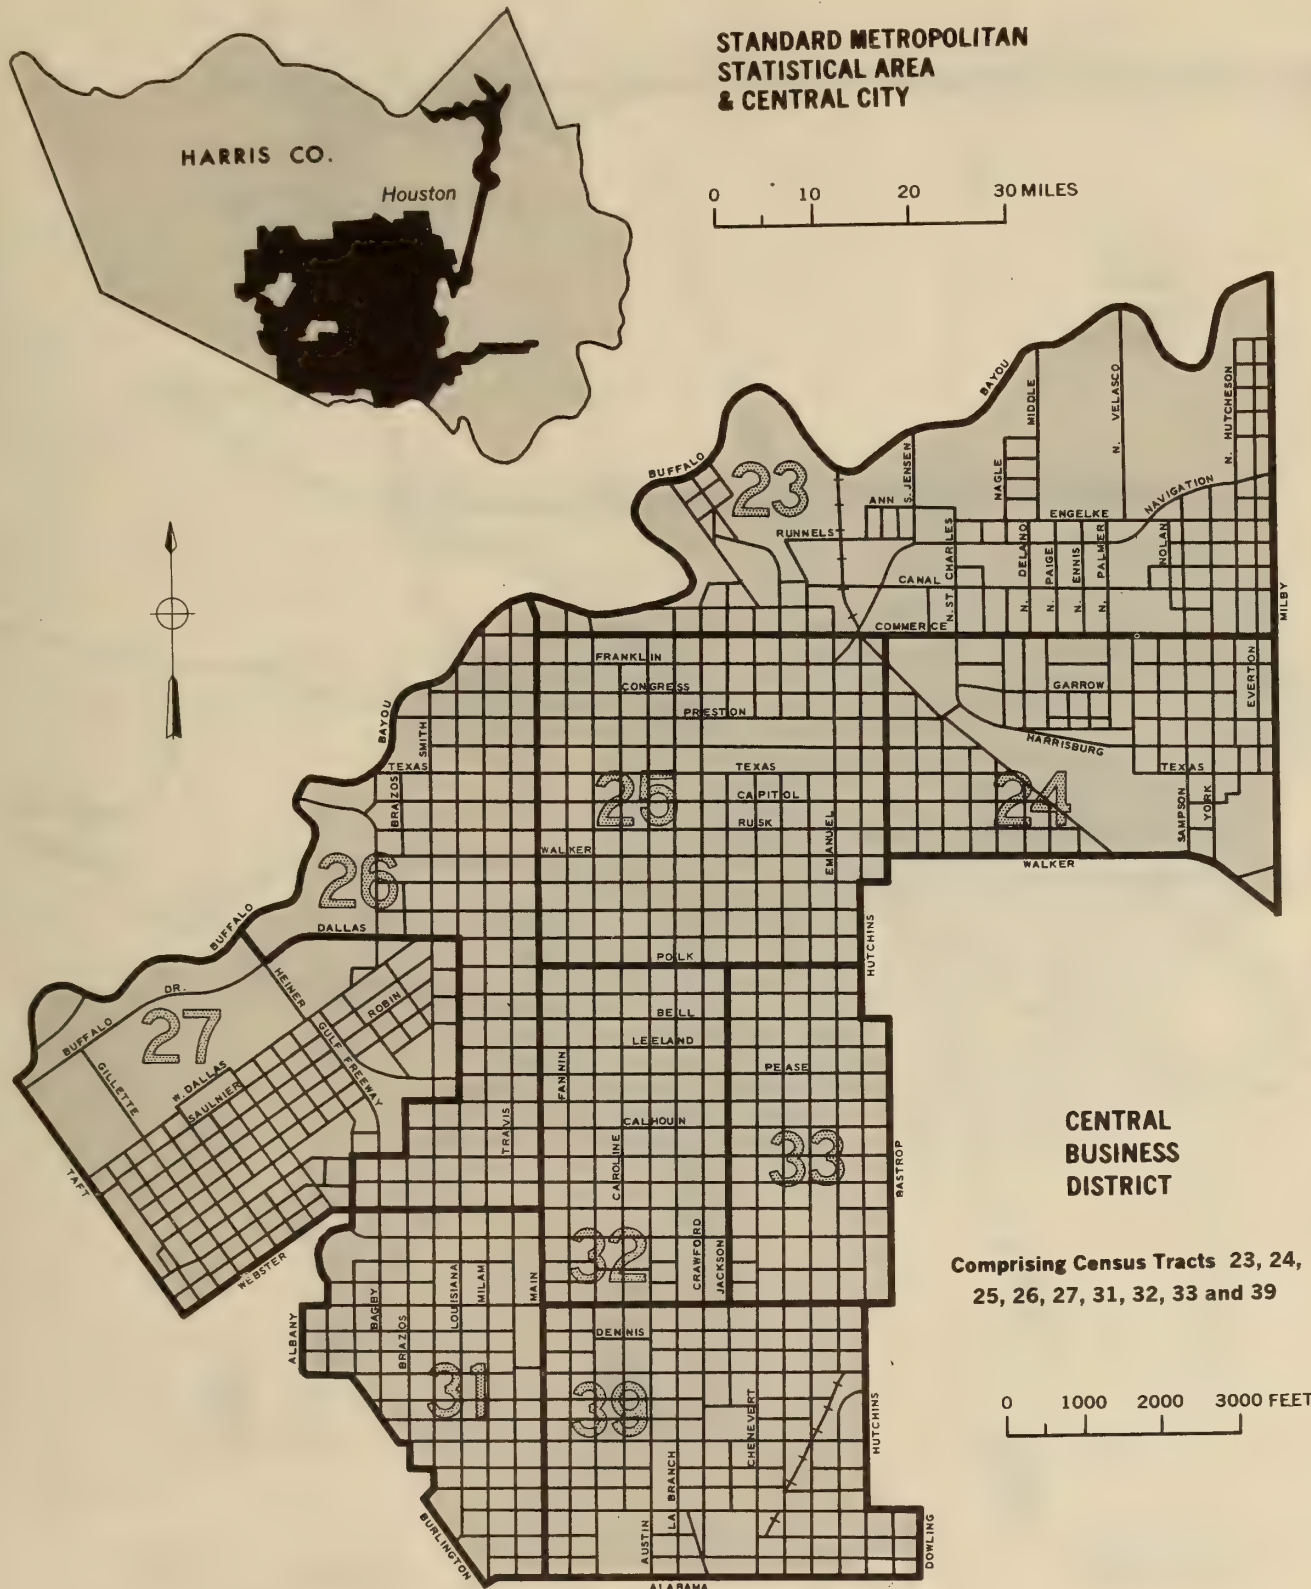 STANDARD METROPOLITAN
STATISTICAL AREA
& CENTRAL CITY
HARRIS CO.
Houston
0 10 20 30 MILES
BUFFALO
BAYOU
23
RUNNELS
ANN
S. JENSEN
NAGLE
MIDDLE
N. VELASCO
N. HUTCHESON
NAVIGATION
ENGELKE
CANAL
N. ST. CHARLES
N. DELANO
N. PAIGE
N. ENNIS
N. PALMER
NOLAN
MILBY
COMMERCE
FRANKLIN
CONGRESS
PRESTON
GARROW
HARRISBURG
EVERTON
BAYOU
SMITH
TEXAS
TEXAS
TEXAS
BRAZOS
25
CAPITOL
RUSK
EMANUEL
24
SAMPSON
YORK
WALKER
WALKER
26
BUFFALO
DALLAS
HUTCHINS
POLK
HEINER
BUFFALO DR.
27
ROBIN
GULF FREEWAY
GILLETTE
W. DALLAS
SAULNIER
BELL
LEELAND
FANNIN
PEASE
TRAVIS
CALHOUN
CAROLINE
33
BASTROP
TAFT
WEBSTER
32
CRAWFORD
JACKSON
ALBANY
BAGBY
BRAZOS
LOUISIANA
MILAM
MAIN
31
DENNIS
39
CHENEVERT
HUTCHINS
LA BRANCH
AUSTIN
BURLINGTON
ALABAMA
DOWLING
CENTRAL
BUSINESS
DISTRICT
Comprising Census Tracts 23, 24,
25, 26, 27, 31, 32, 33 and 39
0 1000 2000 3000 FEET